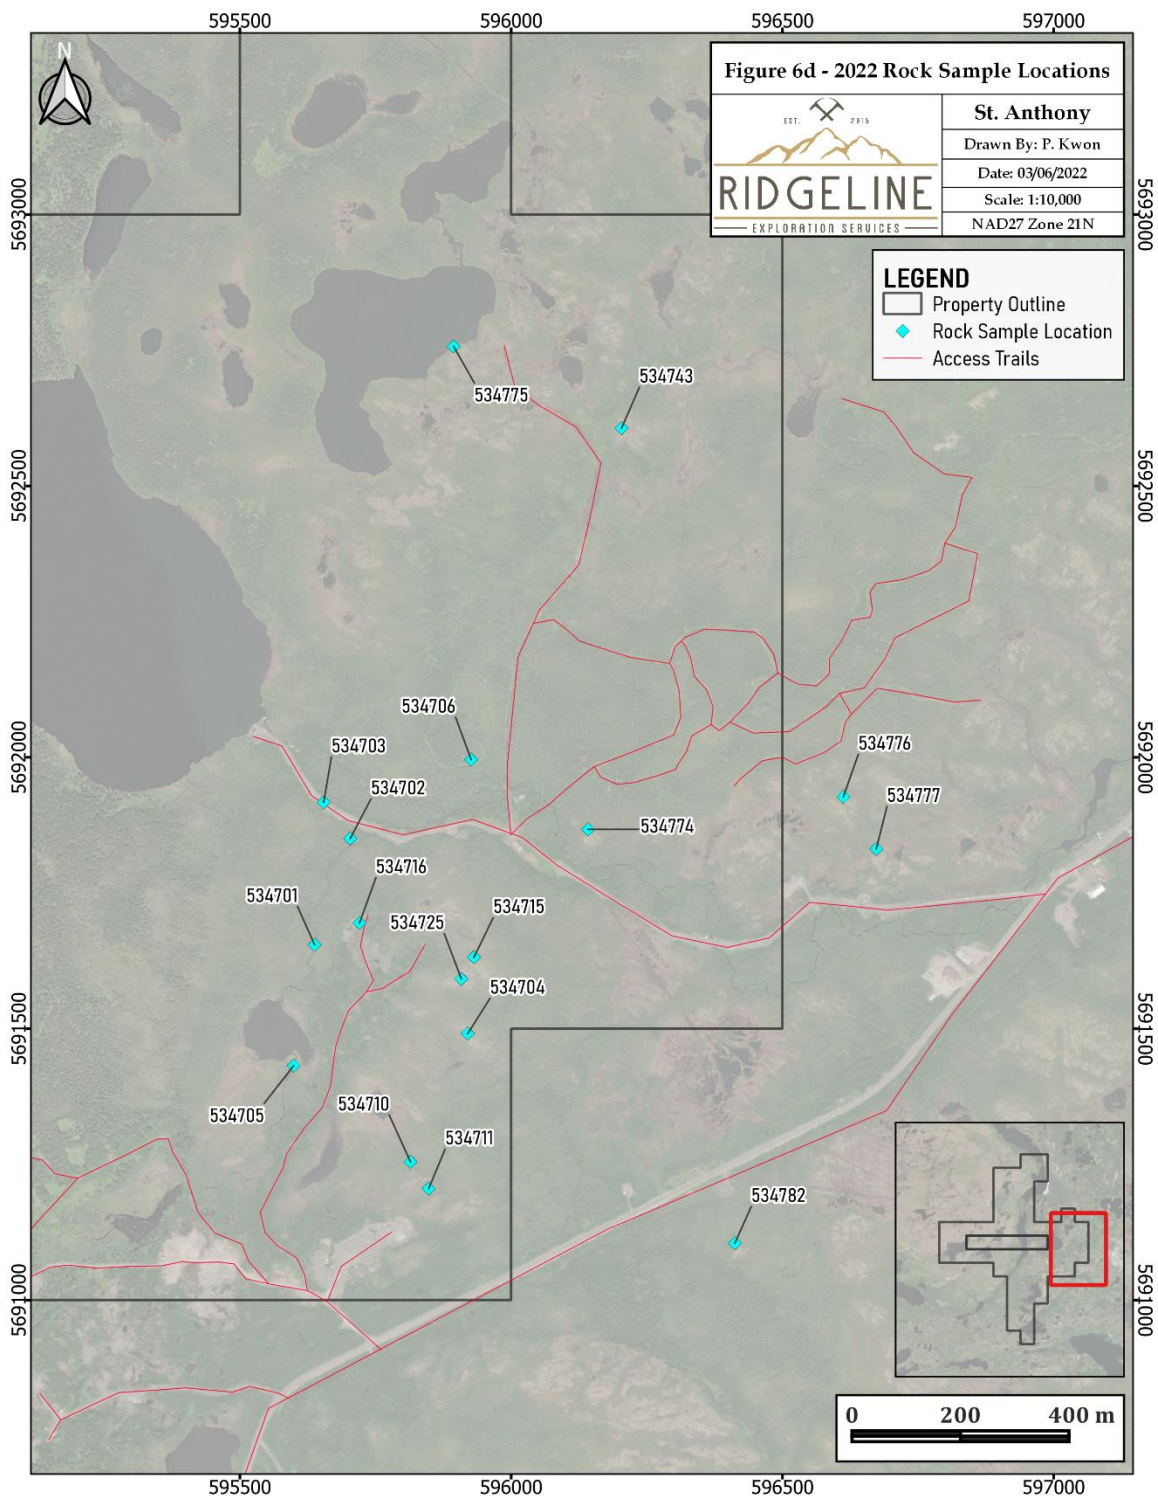 595500
596000
596500
597000
N
Figure 6d - 2022 Rock Sample Locations
EST. 2015
RIDGELINE
EXPLORATION SERVICES
St. Anthony
Drawn By: P. Kwon
Date: 03/06/2022
Scale: 1:10,000
NAD27 Zone 21N
5693000
5693000
LEGEND
Property Outline
Rock Sample Location
Access Trails
534743
534775
5692500
5692500
534706
534703
5692000
5692000
534776
534702
534777
534774
534716
534701
534715
534725
534704
5691500
5691500
534710
534705
534711
534782
5691000
5691000
0 200 400 m
595500
596000
596500
597000